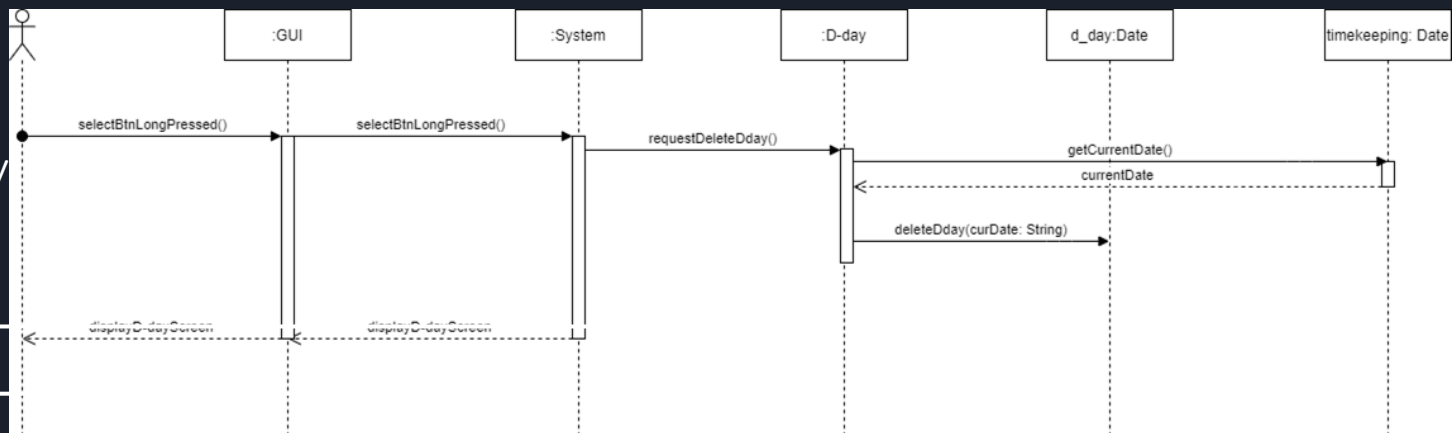 :GUI
:System
:D-day
d_day:Date
timekeeping: Date
selectBtnLongPressed()
selectBtnLongPressed()
requestDeleteDday()
getCurrentDate()
currentDate
deleteDday(curDate: String)
displayD-dayScreen
displayD-dayScreen